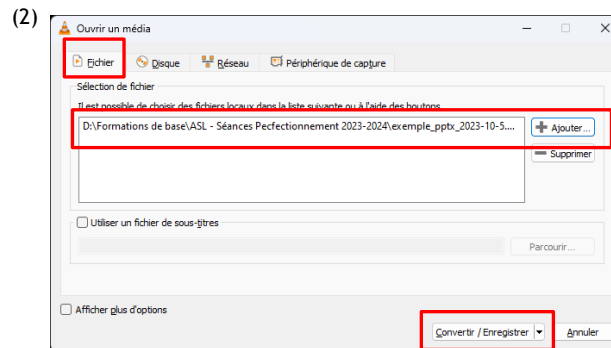 (2)
Ouvrir un média
Fichier Disque Réseau Périphérique de capture
Sélection de fichier
Il est possible de choisir des fichiers locaux dans la liste suivante ou à l'aide des boutons.
D:\Formations de base\ASL - Séances Pecfectionnement 2023-2024\exemple_pptx_2023-10-5.... Ajouter...
Supprimer
Utiliser un fichier de sous-titres
Parcourir...
Afficher plus d'options
Convertir / Enregistrer Annuler